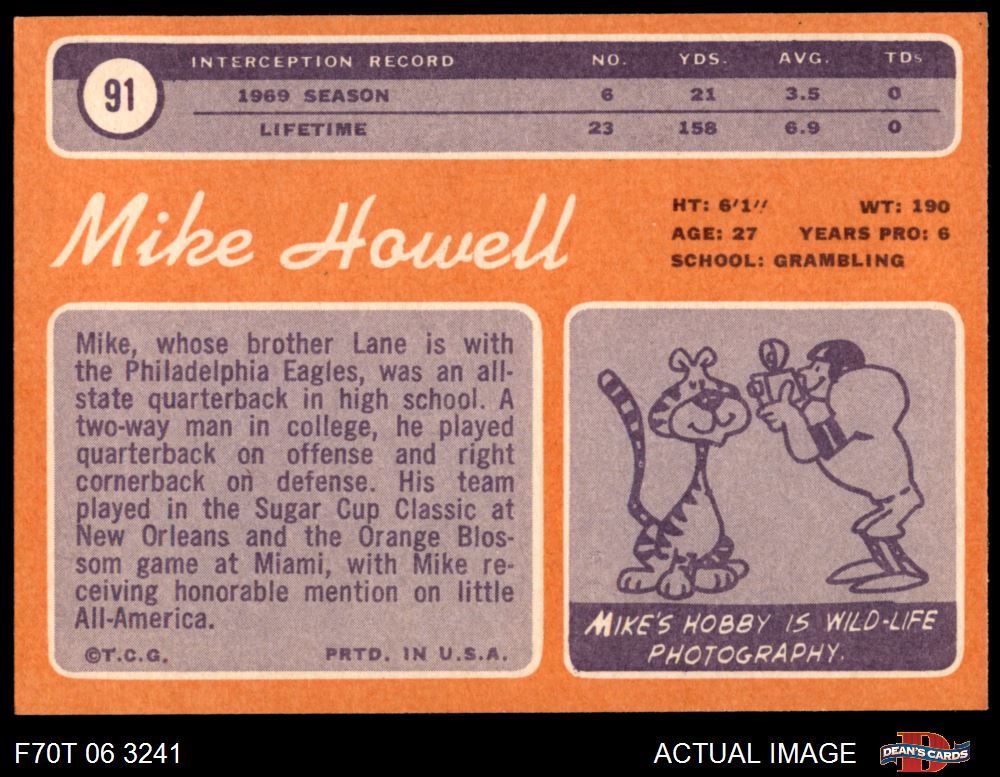 91
INTERCEPTION RECORD NO. YDS. AVG. TDs
1969 SEASON 6 21 3.5 0
LIFETIME 23 158 6.9 0
Mike Howell
HT: 6'1" WT: 190
AGE: 27 YEARS PRO: 6
SCHOOL: GRAMBLING
Mike, whose brother Lane is with
the Philadelphia Eagles, was an all-
state quarterback in high school. A
two-way man in college, he played
quarterback on offense and right
cornerback on defense. His team
played in the Sugar Cup Classic at
New Orleans and the Orange Blos-
som game at Miami, with Mike re-
ceiving honorable mention on little
All-America.
©T.C.G. PRTD. IN U.S.A.
MIKE'S HOBBY IS WILD-LIFE
PHOTOGRAPHY.
F70T 06 3241 ACTUAL IMAGE DEAN'S CARDS